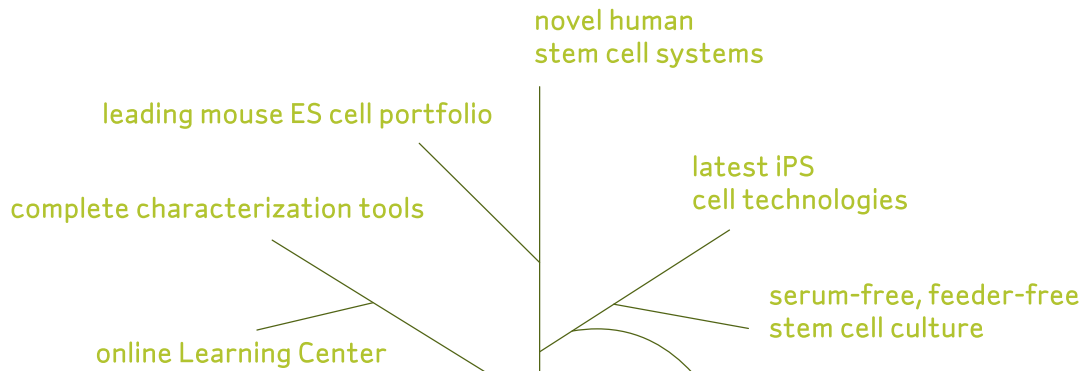 novel human
stem cell systems
leading mouse ES cell portfolio
latest iPS
cell technologies
complete characterization tools
serum-free, feeder-free
stem cell culture
online Learning Center